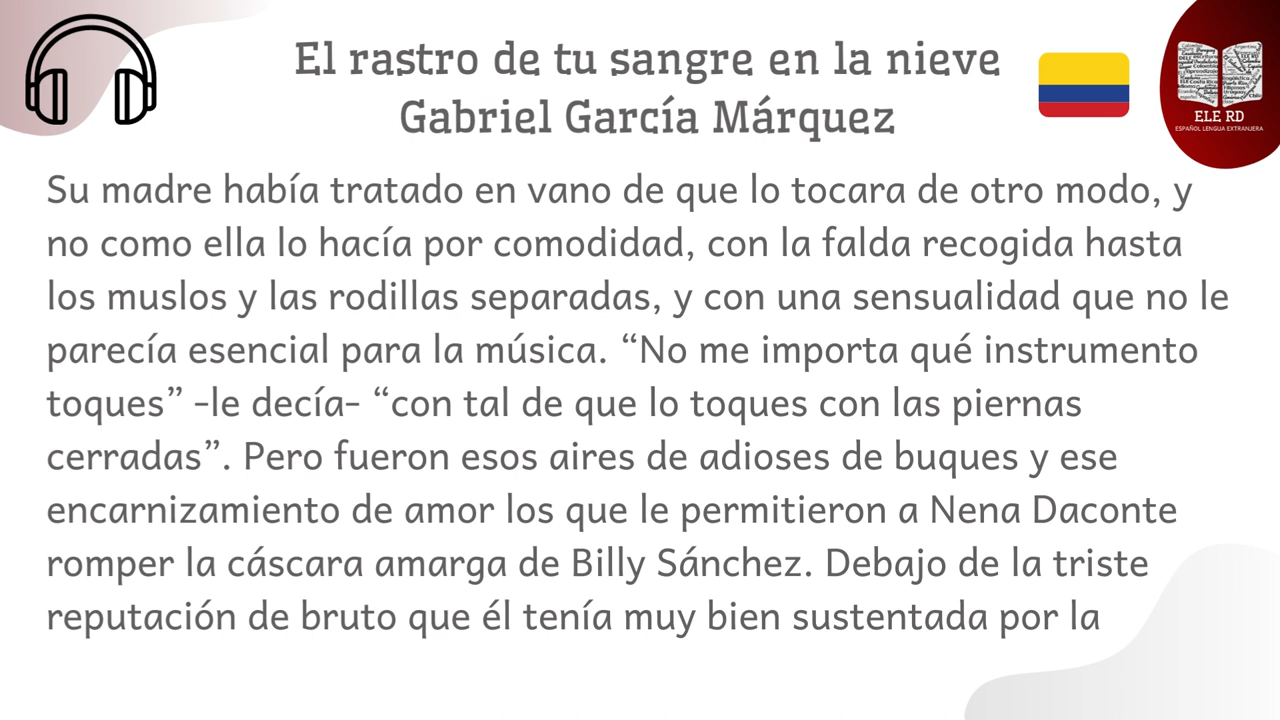 El rastro de tu sangre en la nieve
Gabriel García Márquez
ELE RD
ESPAÑOL LENGUA EXTRANJERA
Su madre había tratado en vano de que lo tocara de otro modo, y
no como ella lo hacía por comodidad, con la falda recogida hasta
los muslos y las rodillas separadas, y con una sensualidad que no le
parecía esencial para la música. “No me importa qué instrumento
toques” -le decía- “con tal de que lo toques con las piernas
cerradas”. Pero fueron esos aires de adioses de buques y ese
encarnizamiento de amor los que le permitieron a Nena Daconte
romper la cáscara amarga de Billy Sánchez. Debajo de la triste
reputación de bruto que él tenía muy bien sustentada por la